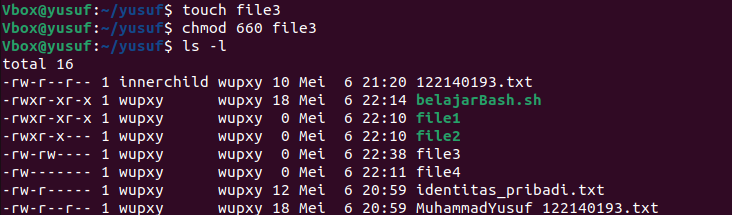 Vbox@yusuf:~/yusuf$ touch file3
Vbox@yusuf:~/yusuf$ chmod 660 file3
Vbox@yusuf:~/yusuf$ ls -l
total 16
-rw-r--r-- 1 innerchild wupxy 10 Mei  6 21:20 122140193.txt
-rwxr-xr-x 1 wupxy      wupxy 18 Mei  6 22:14 belajarBash.sh
-rwxr-xr-x 1 wupxy      wupxy  0 Mei  6 22:10 file1
-rwxr-x--- 1 wupxy      wupxy  0 Mei  6 22:10 file2
-rw-rw---- 1 wupxy      wupxy  0 Mei  6 22:38 file3
-rw------- 1 wupxy      wupxy  0 Mei  6 22:11 file4
-rw-r----- 1 wupxy      wupxy 12 Mei  6 20:59 identitas_pribadi.txt
-rw-r--r-- 1 wupxy      wupxy 18 Mei  6 20:59 MuhammadYusuf_122140193.txt